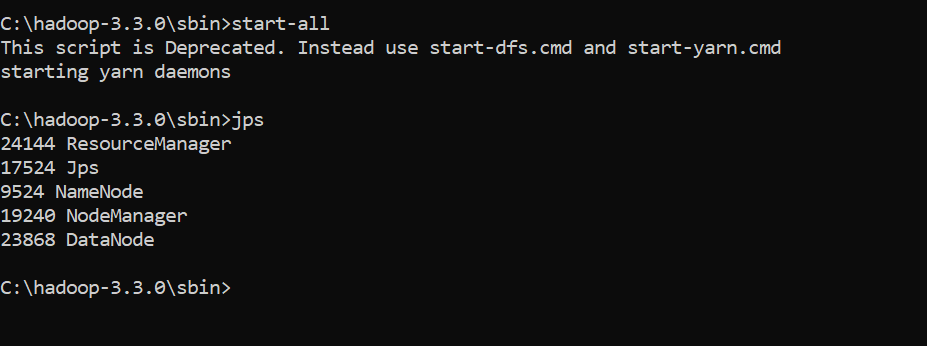 C:\hadoop-3.3.0\sbin>start-all
This script is Deprecated. Instead use start-dfs.cmd and start-yarn.cmd
starting yarn daemons
C:\hadoop-3.3.0\sbin>jps
24144 ResourceManager
17524 Jps
9524 NameNode
19240 NodeManager
23868 DataNode
C:\hadoop-3.3.0\sbin>